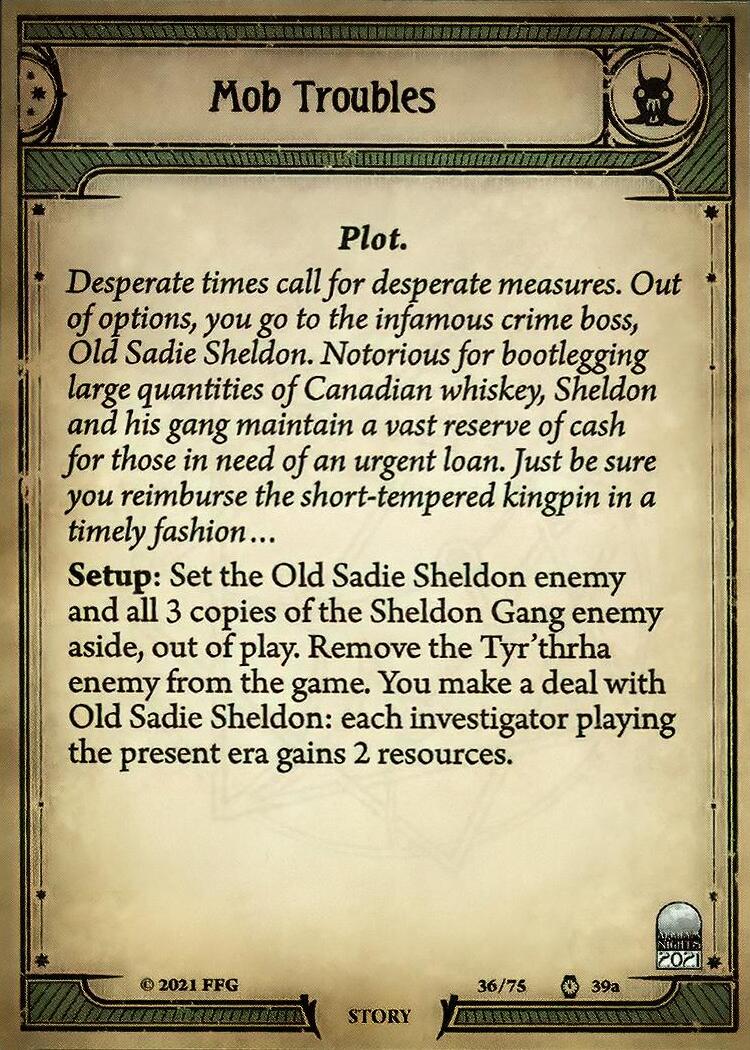 Mob Troubles
Plot.
Desperate times call for desperate measures. Out
of options, you go to the infamous crime boss,
Old Sadie Sheldon. Notorious for bootlegging
large quantities of Canadian whiskey, Sheldon
and his gang maintain a vast reserve of cash
for those in need of an urgent loan. Just be sure
you reimburse the short-tempered kingpin in a
timely fashion…
Setup: Set the Old Sadie Sheldon enemy
and all 3 copies of the Sheldon Gang enemy
aside, out of play. Remove the Tyr’thrha
enemy from the game. You make a deal with
Old Sadie Sheldon: each investigator playing
the present era gains 2 resources.
ARKHAM
NIGHTS
2021
© 2021 FFG 36/75 39a
STORY